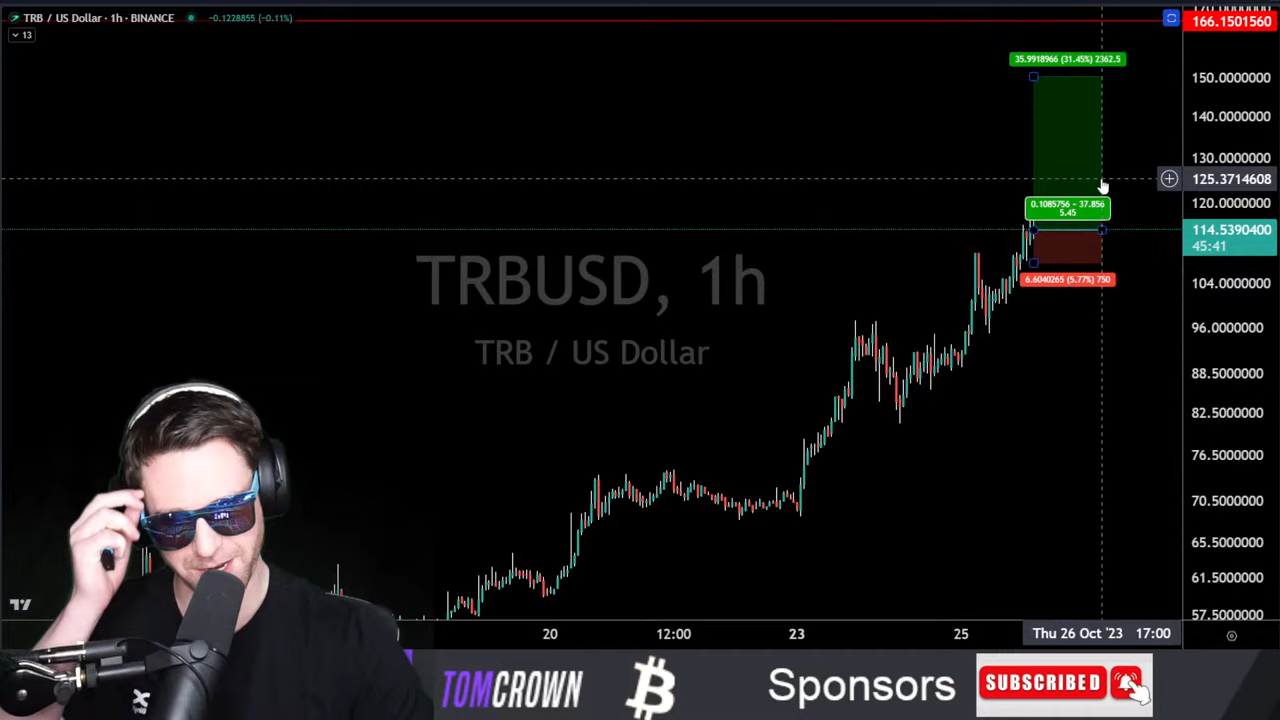 TRB / US Dollar · 1h · BINANCE −0.1228855 (−0.11%)
13
166.1501560
35.9918966 (31.45%) 2362.5
150.0000000
140.0000000
130.0000000
125.3714608
120.0000000
0.1085756 ~ 37.856
5.45
114.5390400
45:41
6.6040265 (5.77%) 750
104.0000000
96.0000000
88.5000000
82.5000000
76.5000000
70.5000000
65.5000000
61.5000000
57.5000000
TRBUSD, 1h
TRB / US Dollar
20 12:00 23 25 Thu 26 Oct '23 17:00
TOMCROWN
Sponsors
SUBSCRIBED